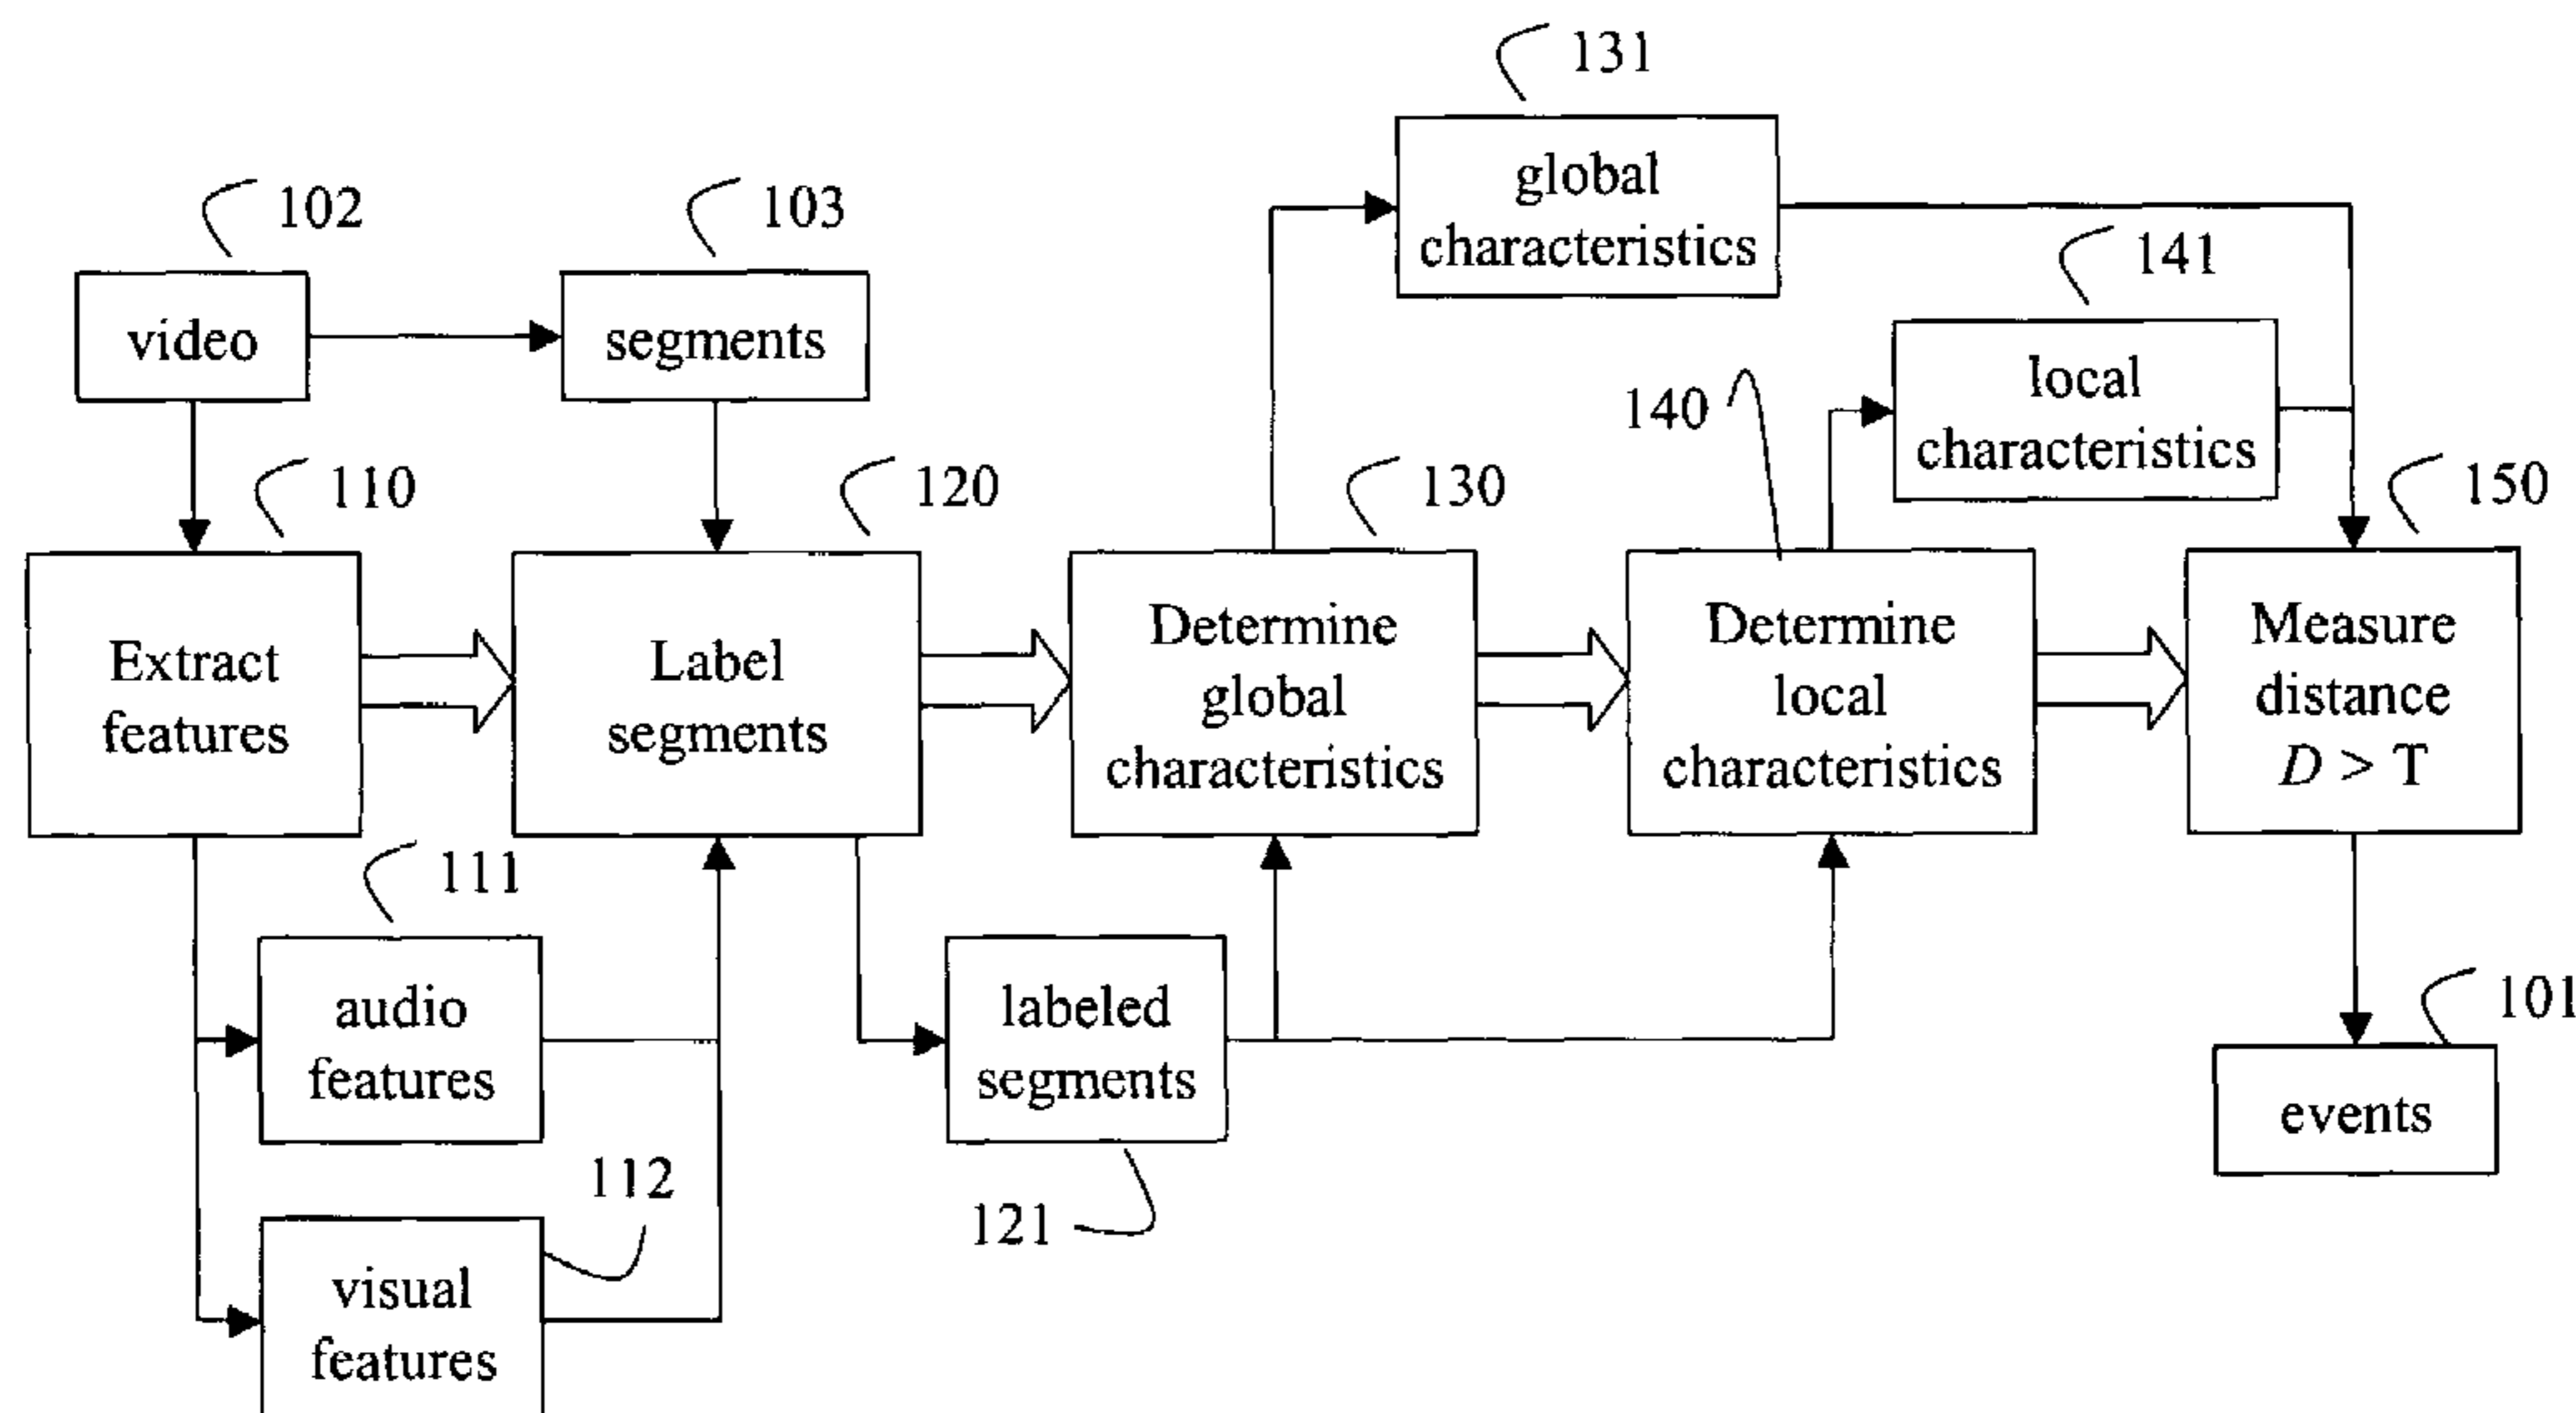 131
global
characteristics
102
103
141
video
segments
local
characteristics
140
110
120
130
150
Extract
features
Label
segments
Determine
global
characteristics
Determine
local
characteristics
Measure
distance
D > T
111
audio
features
labeled
segments
101
events
112
121
visual
features